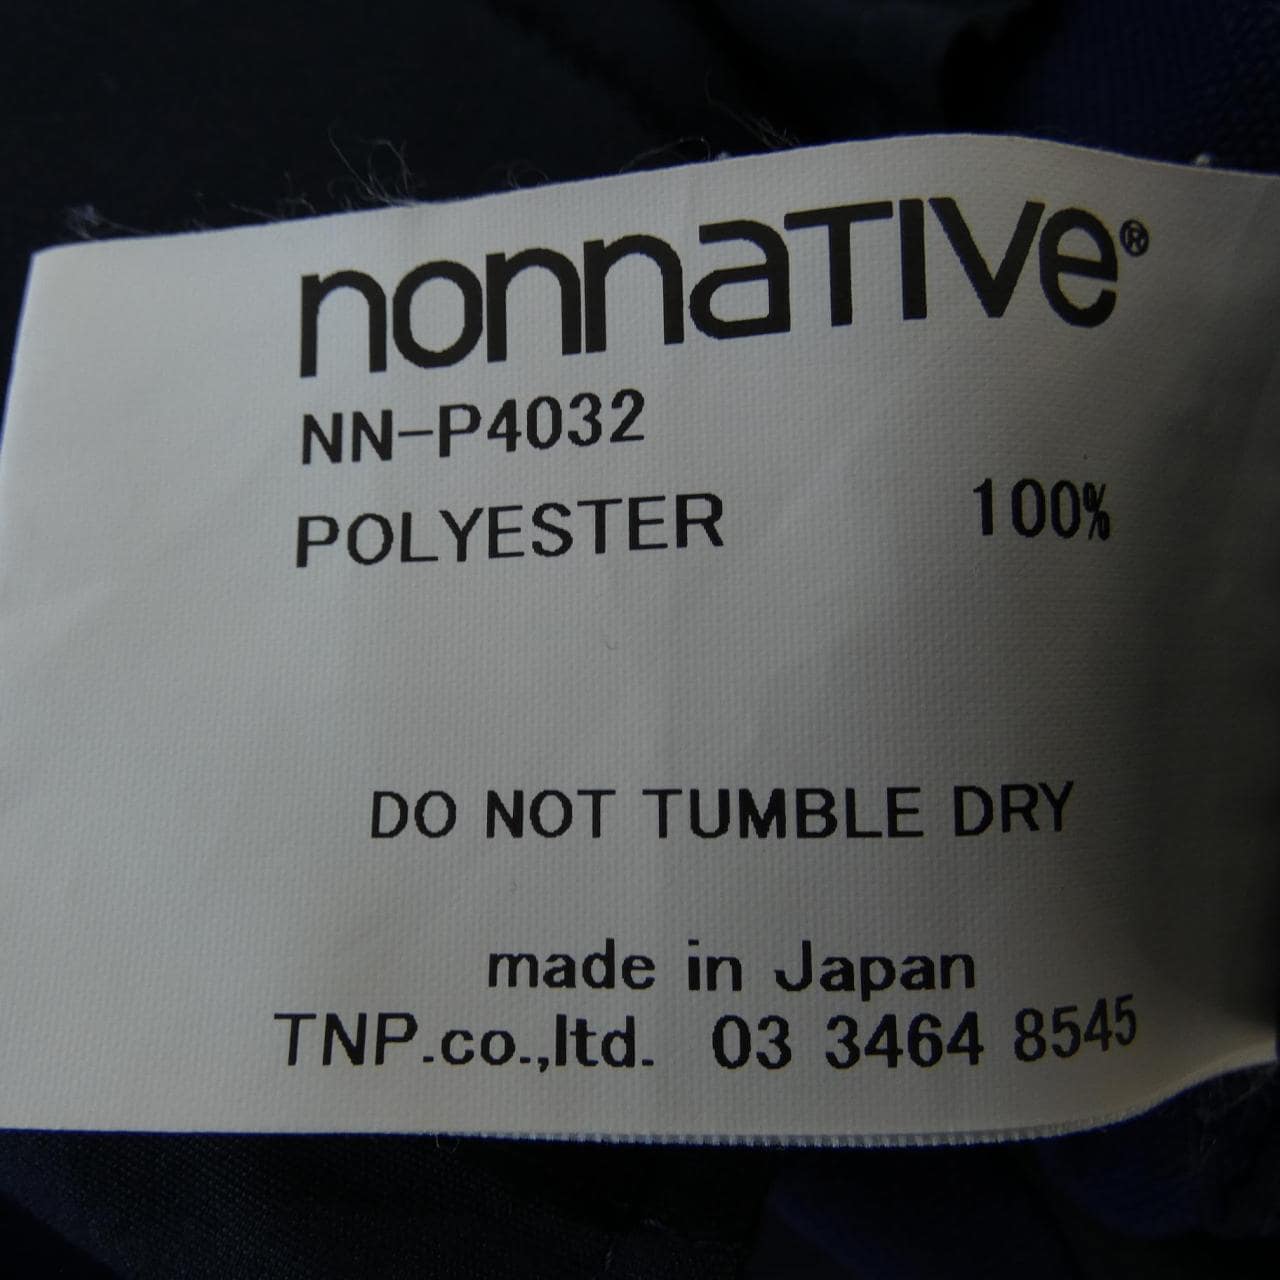 nonnaTIVe®
NN-P4032
POLYESTER 100%
DO NOT TUMBLE DRY
made in Japan
TNP.co.,ltd. 03 3464 8545